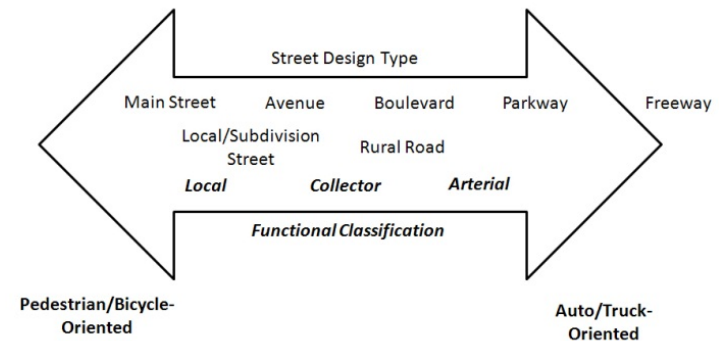 Street Design Type
Main Street Avenue Boulevard Parkway Freeway
Local/Subdivision
Street
Rural Road
Local Collector Arterial
Functional Classification
Pedestrian/Bicycle-
Oriented
Auto/Truck-
Oriented